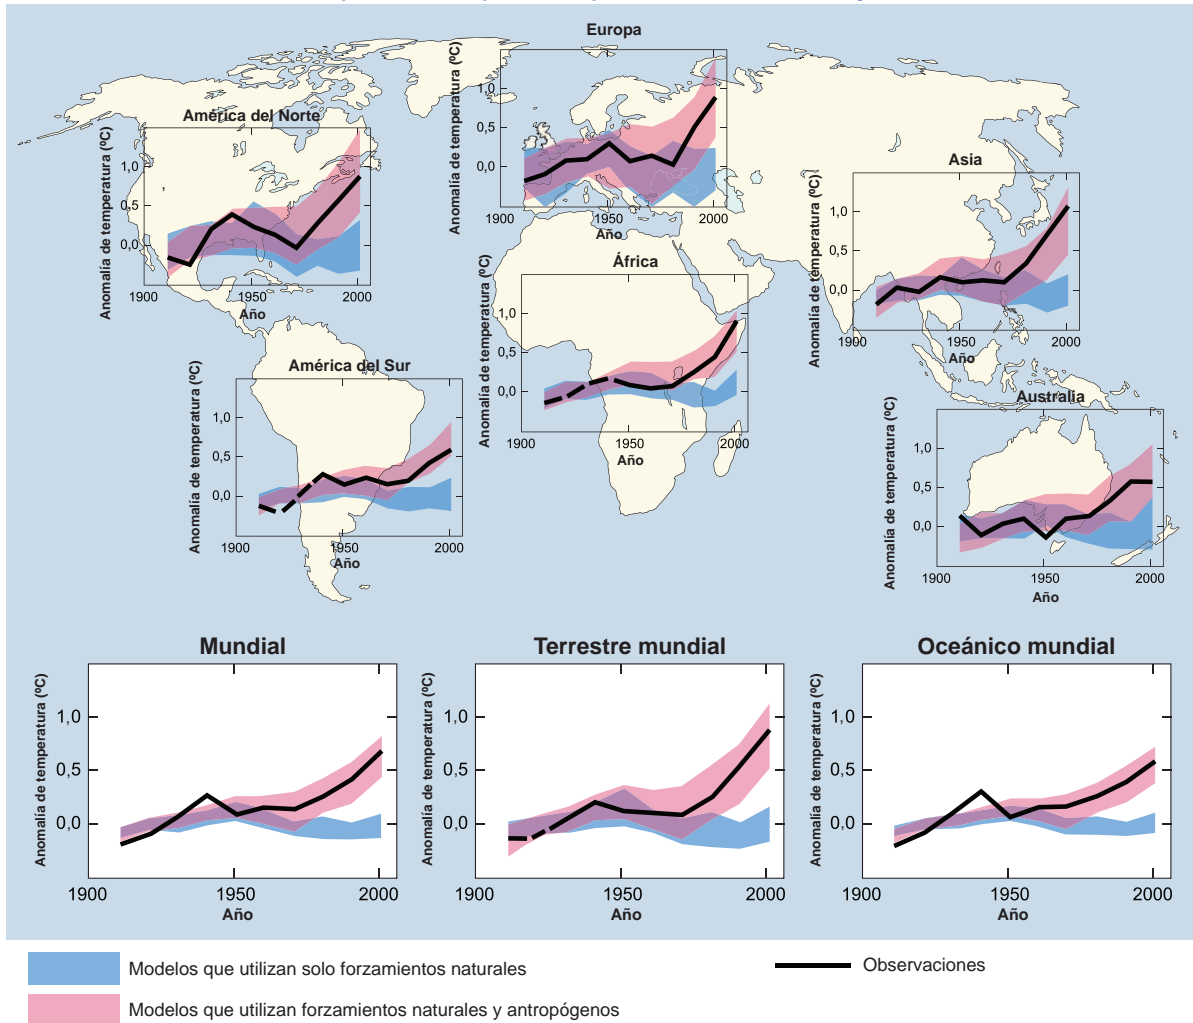 Europa
Anomalía de temperatura (ºC)
1,0
0,5
0,0
1900
1950
2000
Año
América del Norte
Anomalía de temperatura (ºC)
1,0
0,5
0,0
1900
1950
2000
Año
Asia
Anomalía de temperatura (ºC)
1,0
0,5
0,0
1900
1950
2000
Año
África
Anomalía de temperatura (ºC)
1,0
0,5
0,0
1900
1950
2000
Año
América del Sur
Anomalía de temperatura (ºC)
1,0
0,5
0,0
1900
1950
2000
Año
Australia
Anomalía de temperatura (ºC)
1,0
0,5
0,0
1900
1950
2000
Año
Mundial
Anomalía de temperatura (ºC)
1,0
0,5
0,0
1900
1950
2000
Año
Terrestre mundial
Anomalía de temperatura (ºC)
1,0
0,5
0,0
1900
1950
2000
Año
Oceánico mundial
Anomalía de temperatura (ºC)
1,0
0,5
0,0
1900
1950
2000
Año
Modelos que utilizan solo forzamientos naturales
Observaciones
Modelos que utilizan forzamientos naturales y antropógenos